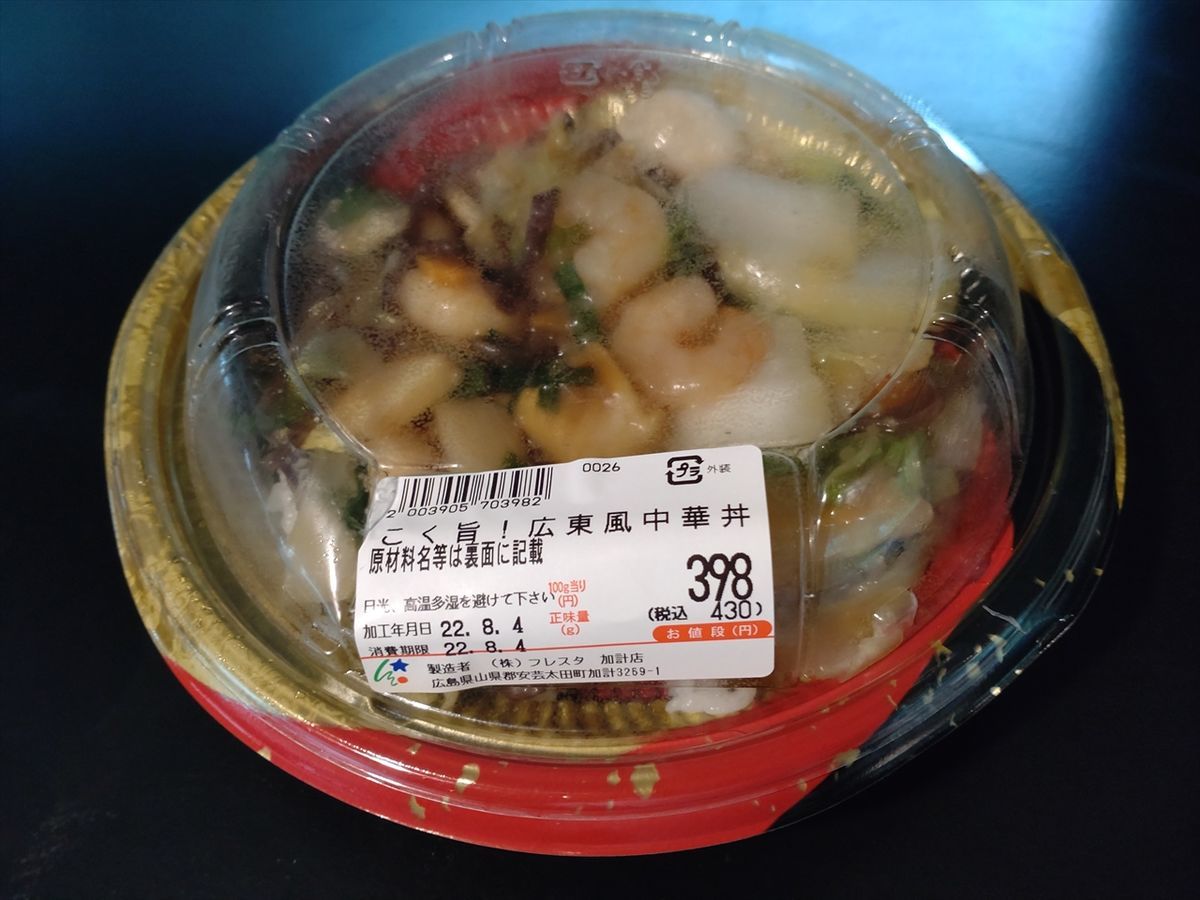 0026
プラ 外装
2 003905 703982
こく旨!広東風中華丼
原材料名等は裏面に記載
398
100g当り
(円)
日光、高温多湿を避けて下さい
(税込 430)
正味量
(g)
お値段(円)
加工年月日 22.8.4
消費期限 22.8.4
製造者 (株)フレスタ 加計店
広島県山県郡安芸太田町加計3259-1